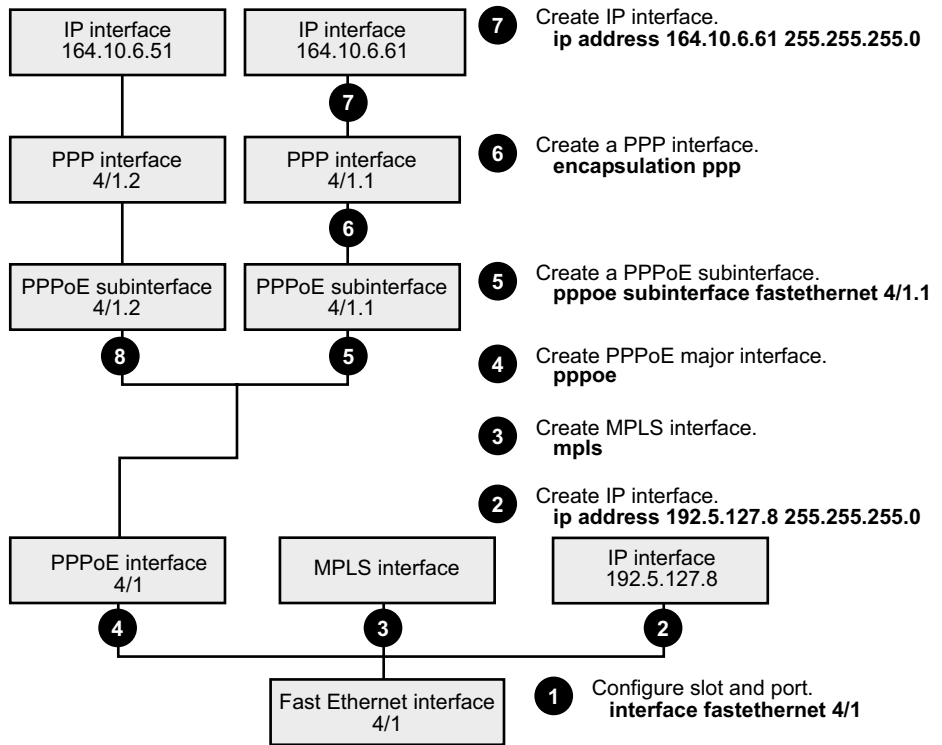 IP interface
164.10.6.51
IP interface
164.10.6.61
7
Create IP interface.
ip address 164.10.6.61 255.255.255.0
7
PPP interface
4/1.2
PPP interface
4/1.1
6
Create a PPP interface.
encapsulation ppp
6
PPPoE subinterface
4/1.2
PPPoE subinterface
4/1.1
5
Create a PPPoE subinterface.
pppoe subinterface fastethernet 4/1.1
8
5
4
Create PPPoE major interface.
pppoe
3
Create MPLS interface.
mpls
2
Create IP interface.
ip address 192.5.127.8 255.255.255.0
PPPoE interface
4/1
MPLS interface
IP interface
192.5.127.8
4
3
2
Fast Ethernet interface
4/1
1
Configure slot and port.
interface fastethernet 4/1